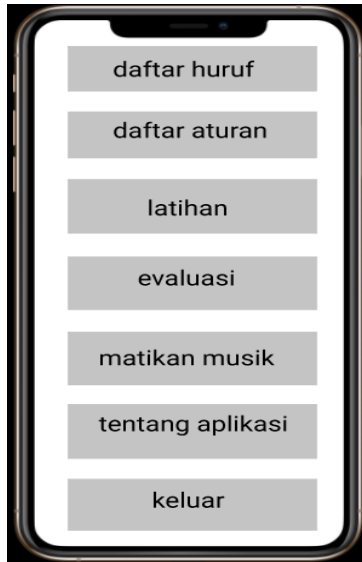 daftar huruf
daftar aturan
latihan
evaluasi
matikan musik
tentang aplikasi
keluar